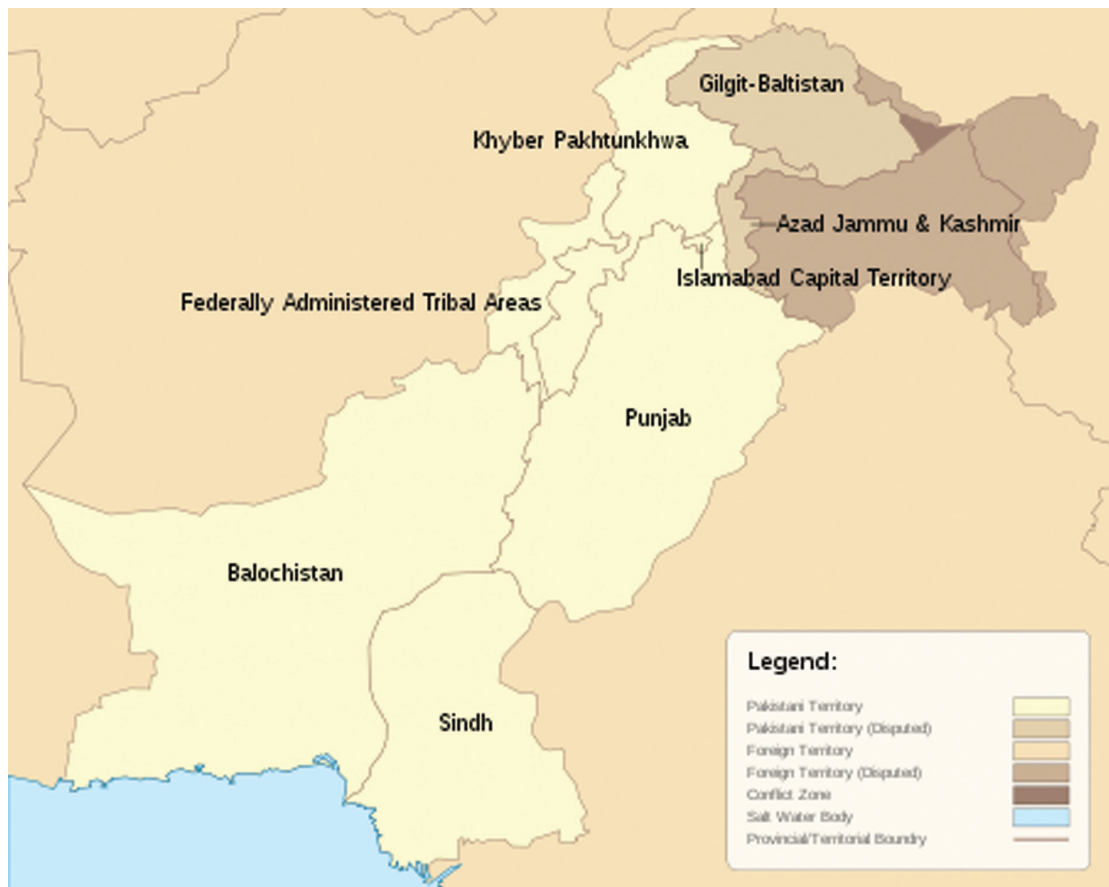 Gilgit-Baltistan
Khyber Pakhtunkhwa
Azad Jammu & Kashmir
Islamabad Capital Territory
Federally Administered Tribal Areas
Punjab
Balochistan
Sindh
Legend:
Pakistani Territory
Pakistani Territory (Disputed)
Foreign Territory
Foreign Territory (Disputed)
Conflict Zone
Salt Water Body
Provincial/Territorial Boundry